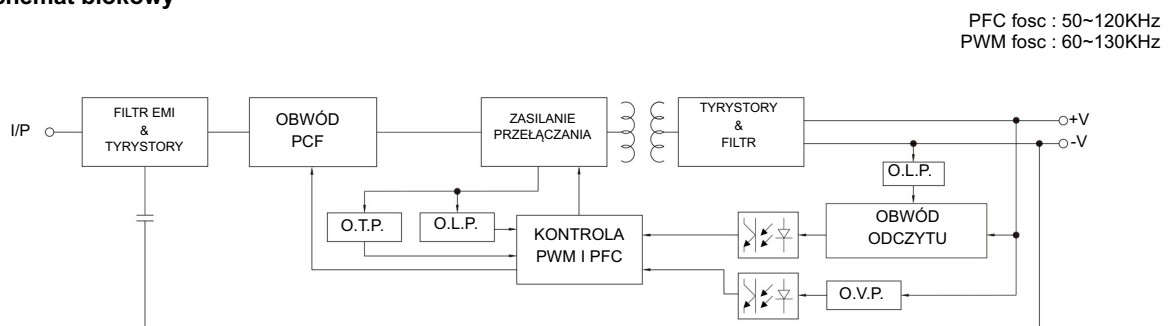 schemat blokowy
PFC fosc : 50~120KHz
PWM fosc : 60~130KHz
I/P
FILTR EMI
&
TYRYSTORY
OBWÓD
PCF
ZASILANIE
PRZEŁĄCZANIA
TYRYSTORY
&
FILTR
+V
-V
O.L.P.
O.T.P.
O.L.P.
KONTROLA
PWM I PFC
OBWÓD
ODCZYTU
O.V.P.